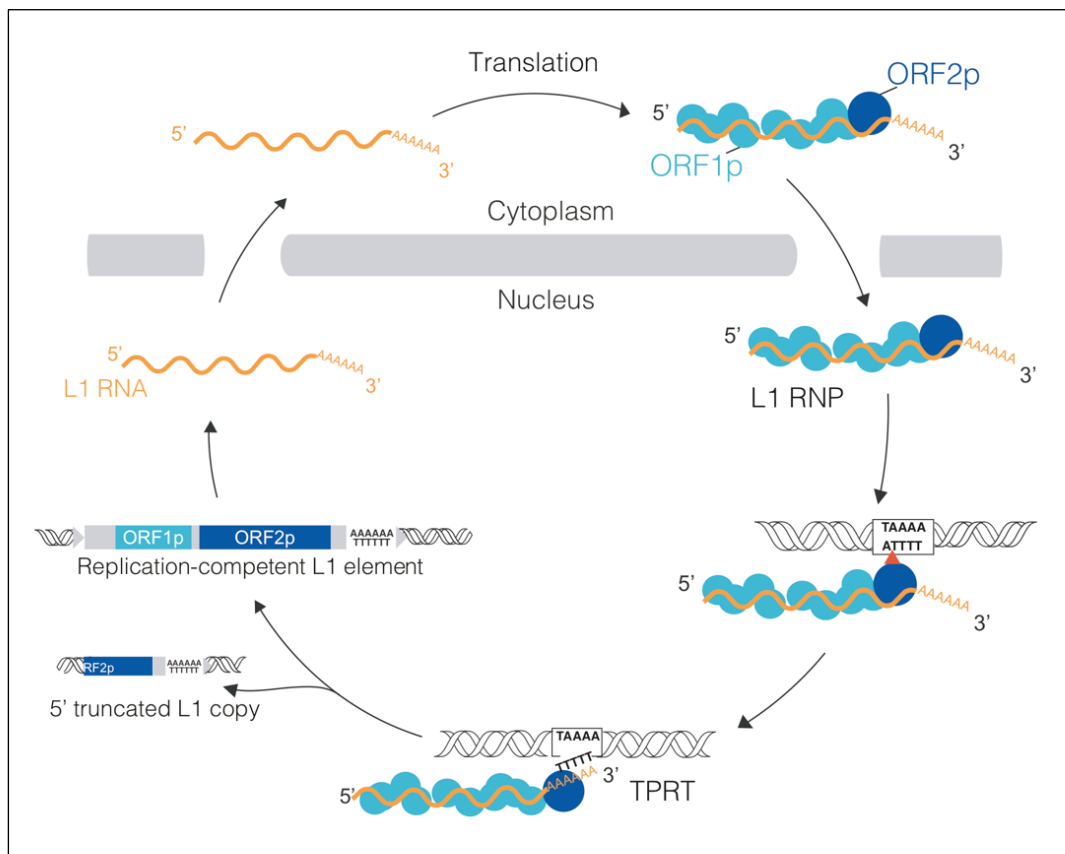 Translation
ORF2p
5’
AAAAAA
3’
5’
AAAAAA
3’
ORF1p
Cytoplasm
Nucleus
5’
AAAAAA
3’
L1 RNA
5’
AAAAAA
3’
L1 RNP
ORF1p
ORF2p
AAAAAA
TTTTTT
Replication-competent L1 element
TAAAA
ATTTT
5’
AAAAAA
3’
RF2p
AAAAAA
TTTTTT
5’ truncated L1 copy
TAAAA
TTTTT
AAAAAA
3’
5’
TPRT